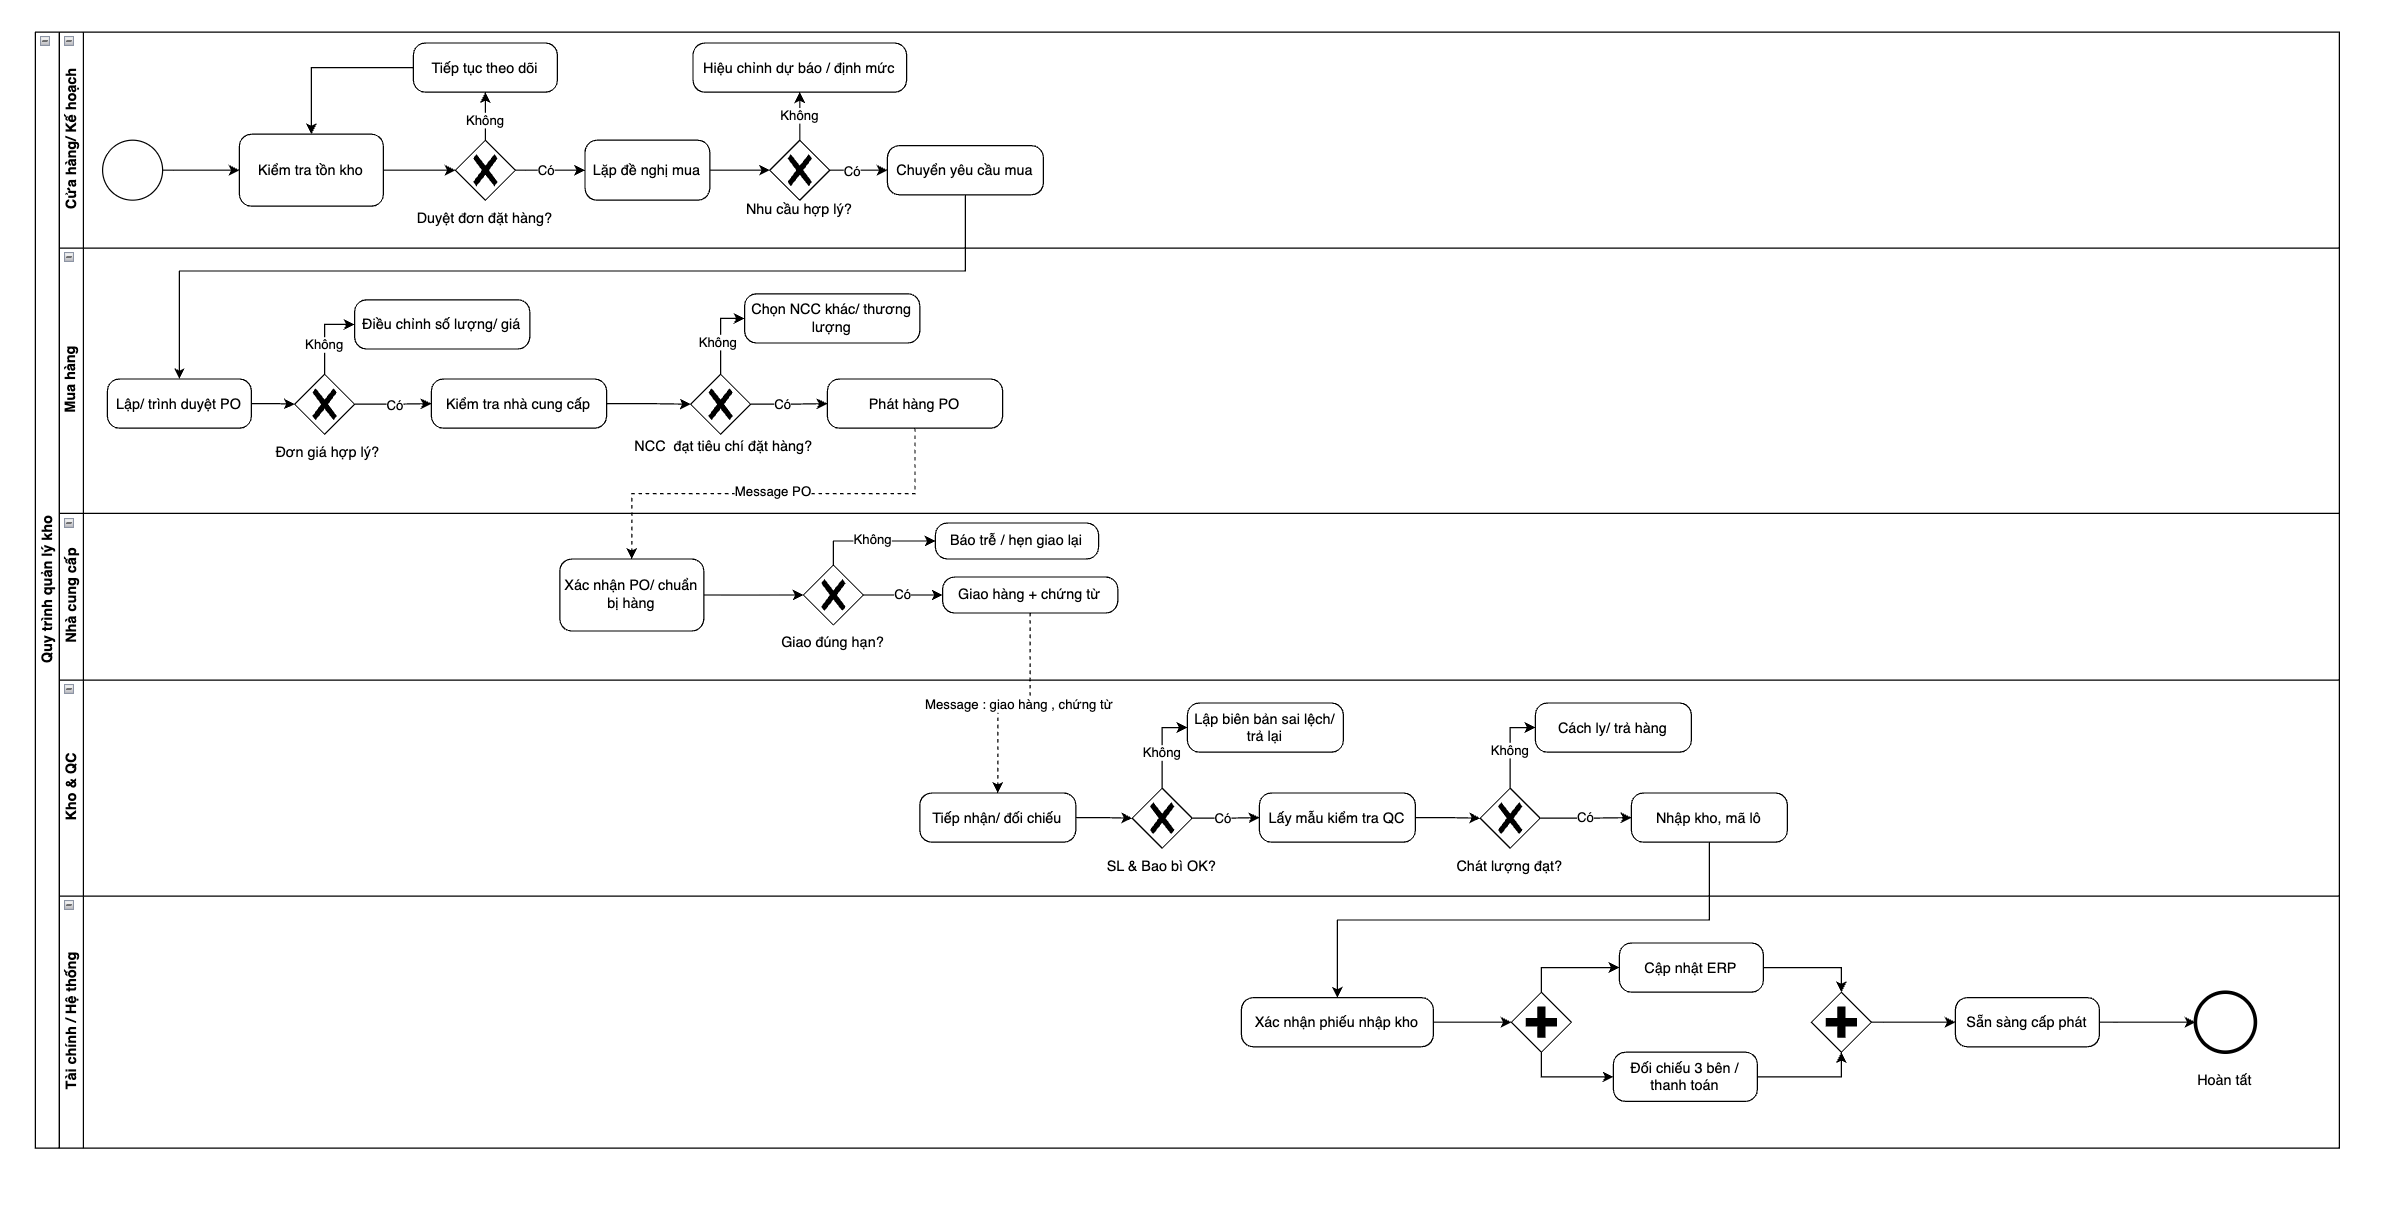 Quy trình quản lý kho
Cửa hàng/ Kế hoạch
Tiếp tục theo dõi
Hiệu chỉnh dự báo / định mức
Không
Không
Kiểm tra tồn kho
Có
Lặp đề nghị mua
Có
Chuyển yêu cầu mua
Duyệt đơn đặt hàng?
Nhu cầu hợp lý?
Mua hàng
Điều chỉnh số lượng/ giá
Chọn NCC khác/ thương
lượng
Không
Không
Lập/ trình duyệt PO
Có
Kiểm tra nhà cung cấp
Có
Phát hàng PO
Đơn giá hợp lý?
NCC  đạt tiêu chí đặt hàng?
Message PO
Nhà cung cấp
Không
Báo trễ / hẹn giao lại
Xác nhận PO/ chuẩn
bị hàng
Có
Giao hàng + chứng từ
Giao đúng hạn?
Kho & QC
Message : giao hàng , chứng từ
Lập biên bản sai lệch/
trả lại
Cách ly/ trả hàng
Không
Không
Tiếp nhận/ đối chiếu
Có
Lấy mẫu kiểm tra QC
Có
Nhập kho, mã lô
SL & Bao bì OK?
Chát lượng đạt?
Tài chính / Hệ thống
Cập nhật ERP
Xác nhận phiếu nhập kho
Sẵn sàng cấp phát
Đối chiếu 3 bên /
thanh toán
Hoàn tất